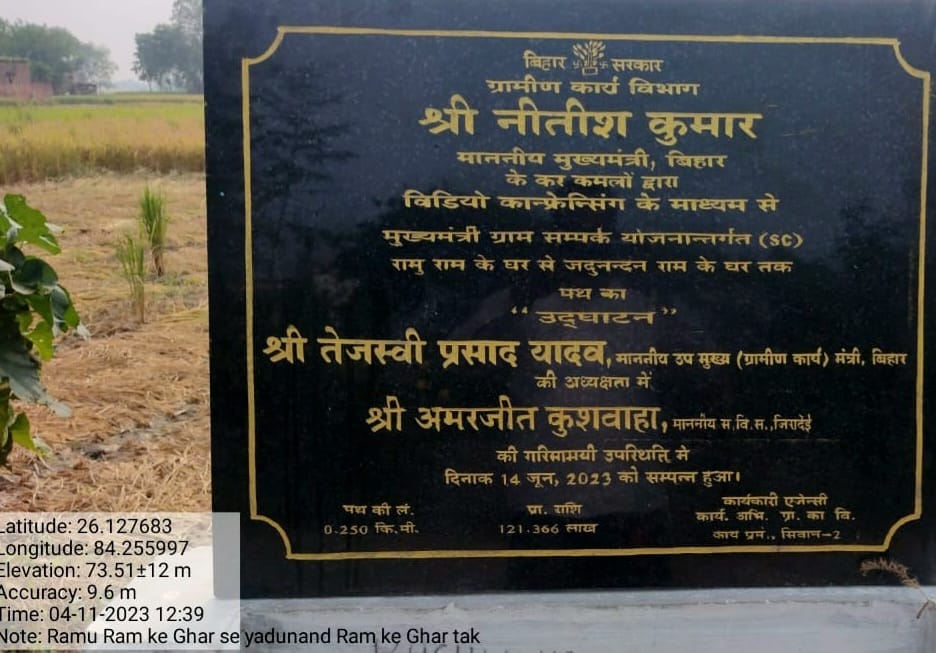 बिहार सरकार
ग्रामीण कार्य विभाग
श्री नीतीश कुमार
माननीय मुख्यमंत्री, बिहार
के कर कमलों द्वारा
विडियो कान्फ्रेन्सिंग के माध्यम से
मुख्यमंत्री ग्राम सम्पर्क योजनान्तर्गत (SC)
रामु राम के घर से जदुनन्दन राम के घर तक
पथ का
“उद्घाटन”
श्री तेजस्वी प्रसाद यादव, माननीय उप मुख्य (ग्रामीण कार्य) मंत्री, बिहार
की अध्यक्षता में
श्री अमरजीत कुशवाहा, माननीय स.वि.स.,जिरादेई
की गरिमामयी उपस्थिति में
दिनांक 14 जून, 2023 को सम्पन्न हुआ।
पथ की लं. प्रा. राशि कार्यकारी एजेन्सी
0.250 कि.मी. 121.366 लाख कार्य. अभि. ग्रा. का वि.
कार्य प्रमं., सिवान-2
Latitude: 26.127683
Longitude: 84.255997
Elevation: 73.51±12 m
Accuracy: 9.6 m
Time: 04-11-2023 12:39
Note: Ramu Ram ke Ghar se yadunand Ram ke Ghar tak